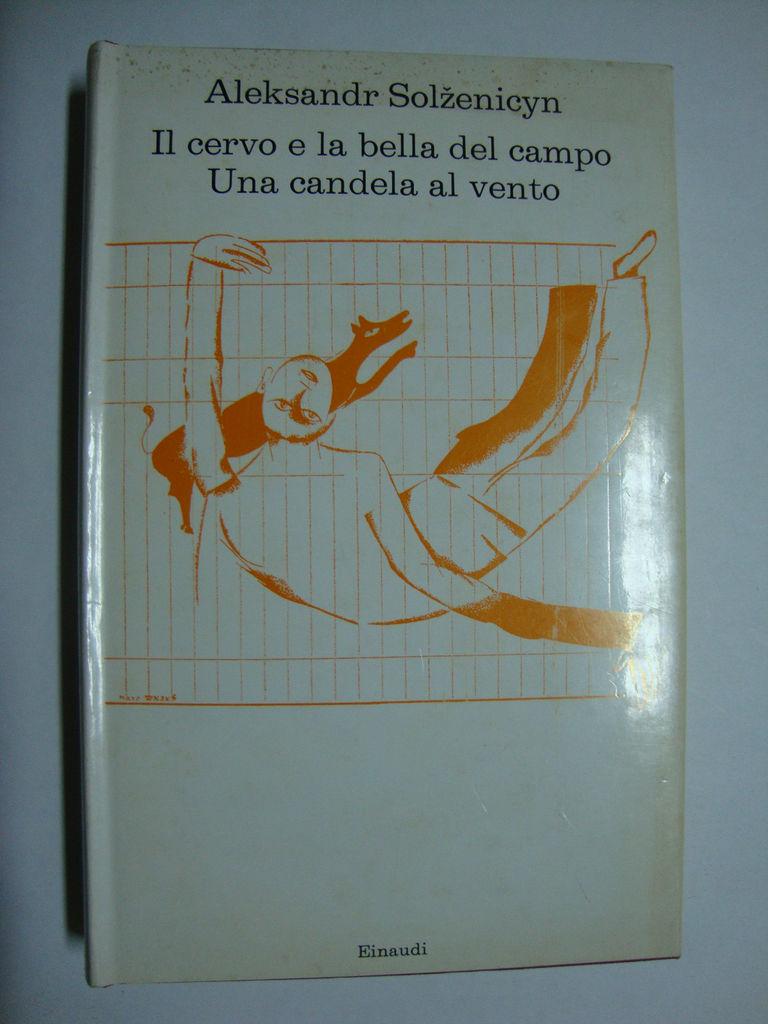 Aleksandr Solženicyn
Il cervo e la bella del campo
Una candela al vento
Einaudi